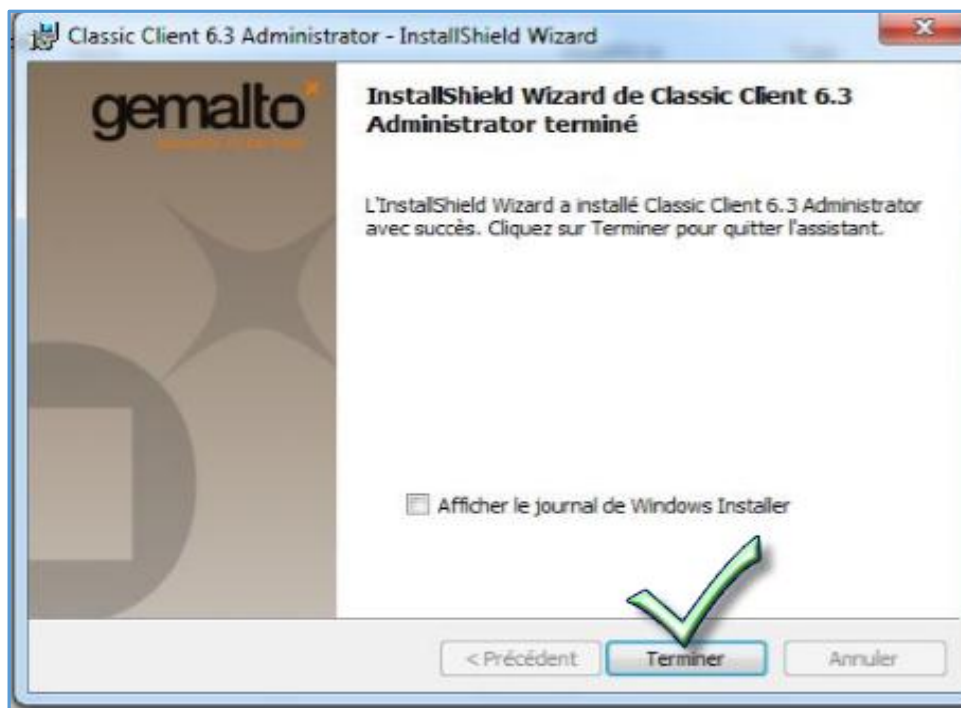 Classic Client 6.3 Administrator - InstallShield Wizard
gemalto
InstallShield Wizard de Classic Client 6.3
Administrator terminé
L'InstallShield Wizard a installé Classic Client 6.3 Administrator
avec succès. Cliquez sur Terminer pour quitter l'assistant.
Afficher le journal de Windows Installer
< Précédent
Terminer
Annuler